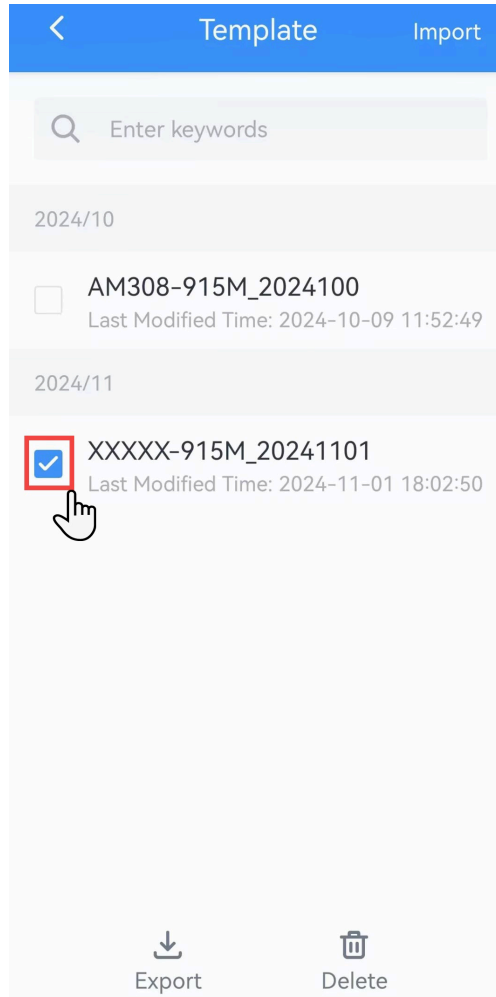 Template
Import
Enter keywords
2024/10
AM308-915M_2024100
Last Modified Time: 2024-10-09 11:52:49
2024/11
XXXXX-915M_20241101
Last Modified Time: 2024-11-01 18:02:50
Export
Delete